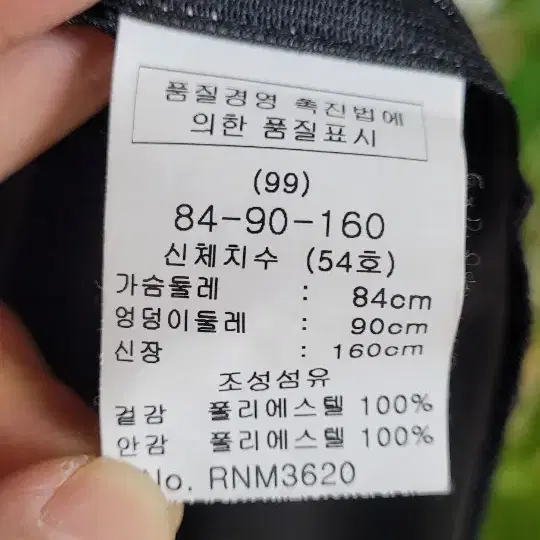 품질경영 촉진법에
의한 품질표시
(99)
84-90-160
신체치수 (54호)
가슴둘레 : 84cm
엉덩이둘레 : 90cm
신장 : 160cm
조성섬유
겉감 폴리에스텔 100%
안감 폴리에스텔 100%
No. RNM3620